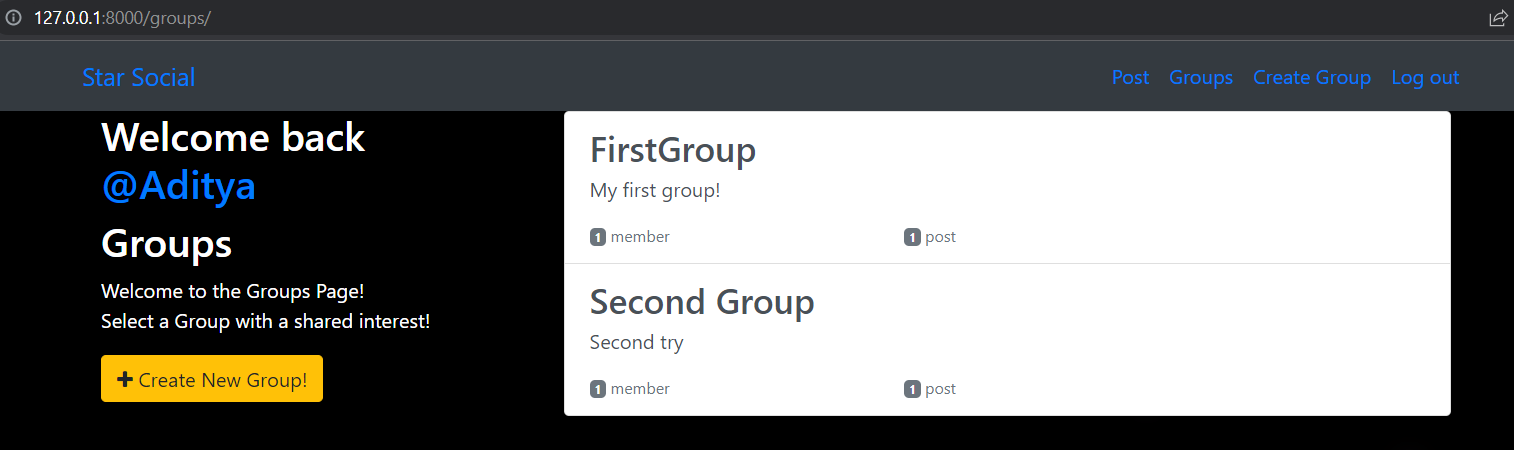 127.0.0.1:8000/groups/
Star Social
Post Groups Create Group Log out
Welcome back
@Aditya
Groups
Welcome to the Groups Page!
Select a Group with a shared interest!
Create New Group!
FirstGroup
My first group!
1 member 1 post
Second Group
Second try
1 member 1 post